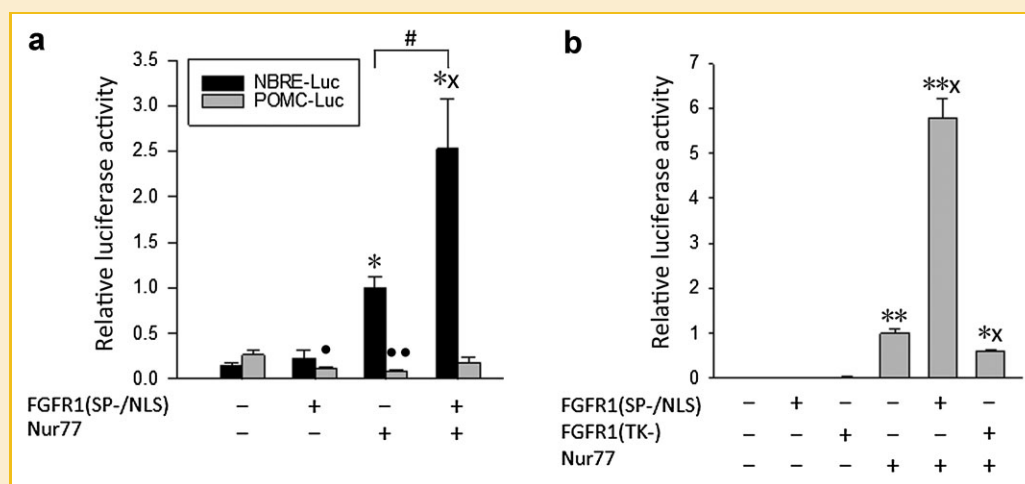 a
#
3.5
3.0
2.5
2.0
1.5
1.0
0.5
0.0
Relative luciferase activity
NBRE-Luc
POMC-Luc
•
*
••
*x
FGFR1(SP-/NLS) – + – +
Nur77 – – + +
b
7
6
5
4
3
2
1
0
Relative luciferase activity
**
**x
*x
FGFR1(SP-/NLS) – + – – + –
FGFR1(TK-) – – + – – +
Nur77 – – – + + +